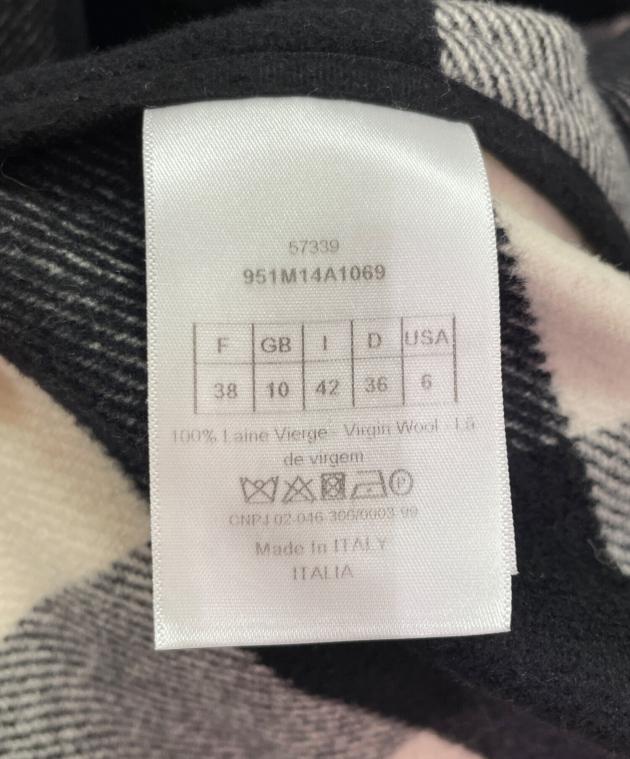 57339
951M14A1069
F GB I D USA
38 10 42 36 6
100% Laine Vierge - Virgin Wool - Lã
de virgem
P
CNPJ 02.046.306/0003-99
Made In ITALY
ITALIA